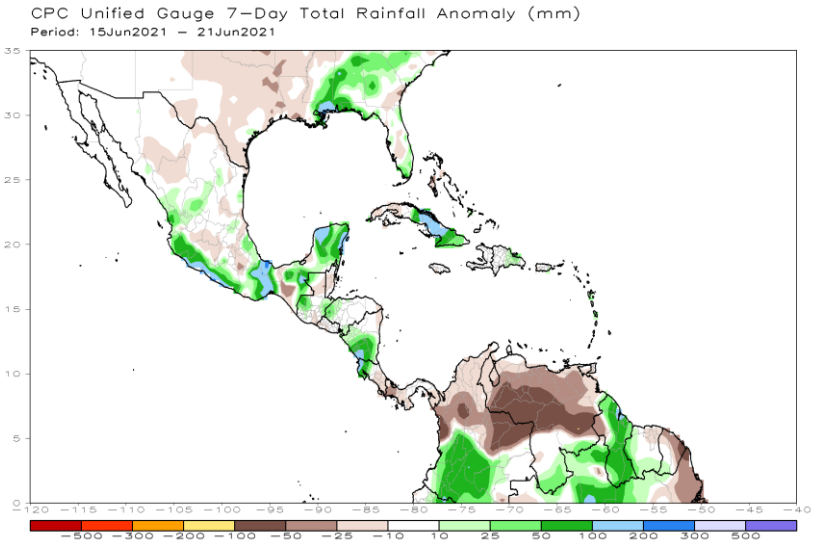 CPC Unified Gauge 7-Day Total Rainfall Anomaly (mm)
Period: 15Jun2021 - 21Jun2021
35
30
25
20
15
10
5
0
-120 -115 -110 -105 -100 -95 -90 -85 -80 -75 -70 -65 -60 -55 -50 -45 -40
-500 -300 -200 -100 -50 -25 -10 10 25 50 100 200 300 500